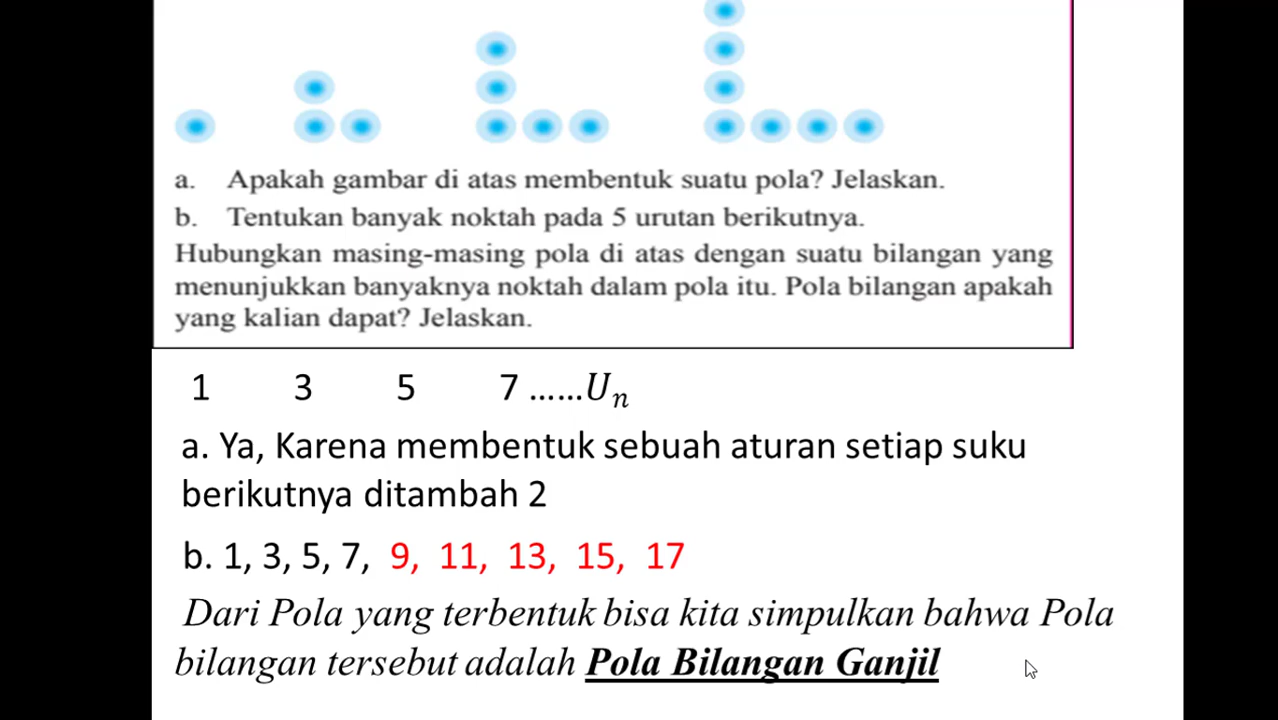 a. Apakah gambar di atas membentuk suatu pola? Jelaskan.
b. Tentukan banyak noktah pada 5 urutan berikutnya.
Hubungkan masing-masing pola di atas dengan suatu bilangan yang
menunjukkan banyaknya noktah dalam pola itu. Pola bilangan apakah
yang kalian dapat? Jelaskan.
1 3 5 7 ......Uₙ
a. Ya, Karena membentuk sebuah aturan setiap suku
berikutnya ditambah 2
b. 1, 3, 5, 7, 9, 11, 13, 15, 17
Dari Pola yang terbentuk bisa kita simpulkan bahwa Pola
bilangan tersebut adalah Pola Bilangan Ganjil